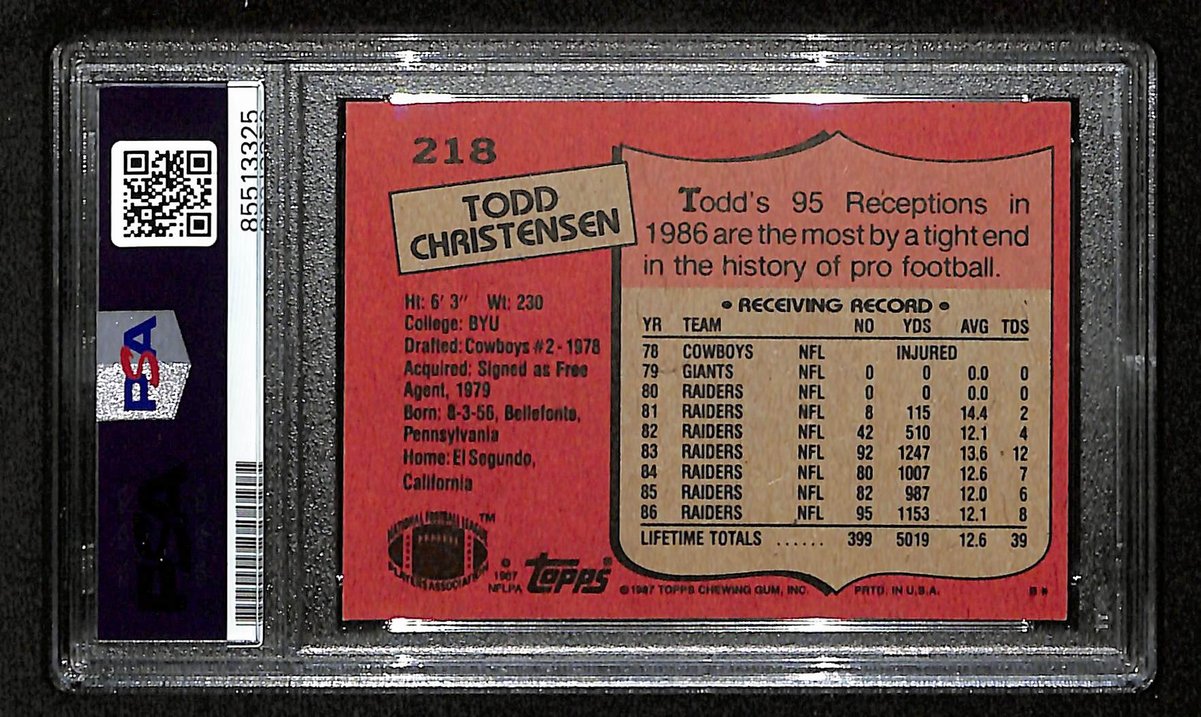 85513325
PSA
PSA
218
TODD
CHRISTENSEN
Ht: 6' 3" Wt: 230
College: BYU
Drafted: Cowboys #2 - 1978
Acquired: Signed as Free
Agent, 1979
Born: 8-3-56, Bellefonte,
Pennsylvania
Home: El Segundo,
California
NATIONAL FOOTBALL LEAGUE
PLAYERS ASSOCIATION
TM
© 1987
NFLPA
topps®
Todd's 95 Receptions in
1986 are the most by a tight end
in the history of pro football.
• RECEIVING RECORD •
YR TEAM NO YDS AVG TDS
78 COWBOYS NFL INJURED
79 GIANTS NFL 0 0 0.0 0
80 RAIDERS NFL 0 0 0.0 0
81 RAIDERS NFL 8 115 14.4 2
82 RAIDERS NFL 42 510 12.1 4
83 RAIDERS NFL 92 1247 13.6 12
84 RAIDERS NFL 80 1007 12.6 7
85 RAIDERS NFL 82 987 12.0 6
86 RAIDERS NFL 95 1153 12.1 8
LIFETIME TOTALS ...... 399 5019 12.6 39
© 1987 TOPPS CHEWING GUM, INC. PRTD. IN U.S.A. B*